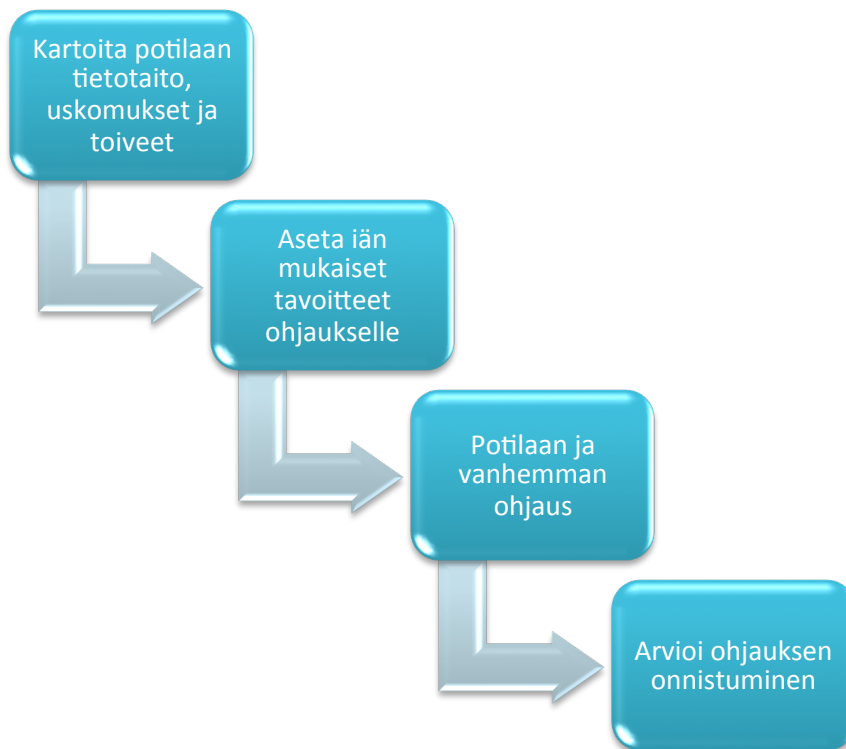 Kartoita potilaan
tietotaito,
uskomukset ja
toiveet
Aseta iän
mukaiset
tavoitteet
ohjaukselle
Potilaan ja
vanhemman
ohjaus
Arvioi ohjauksen
onnistuminen